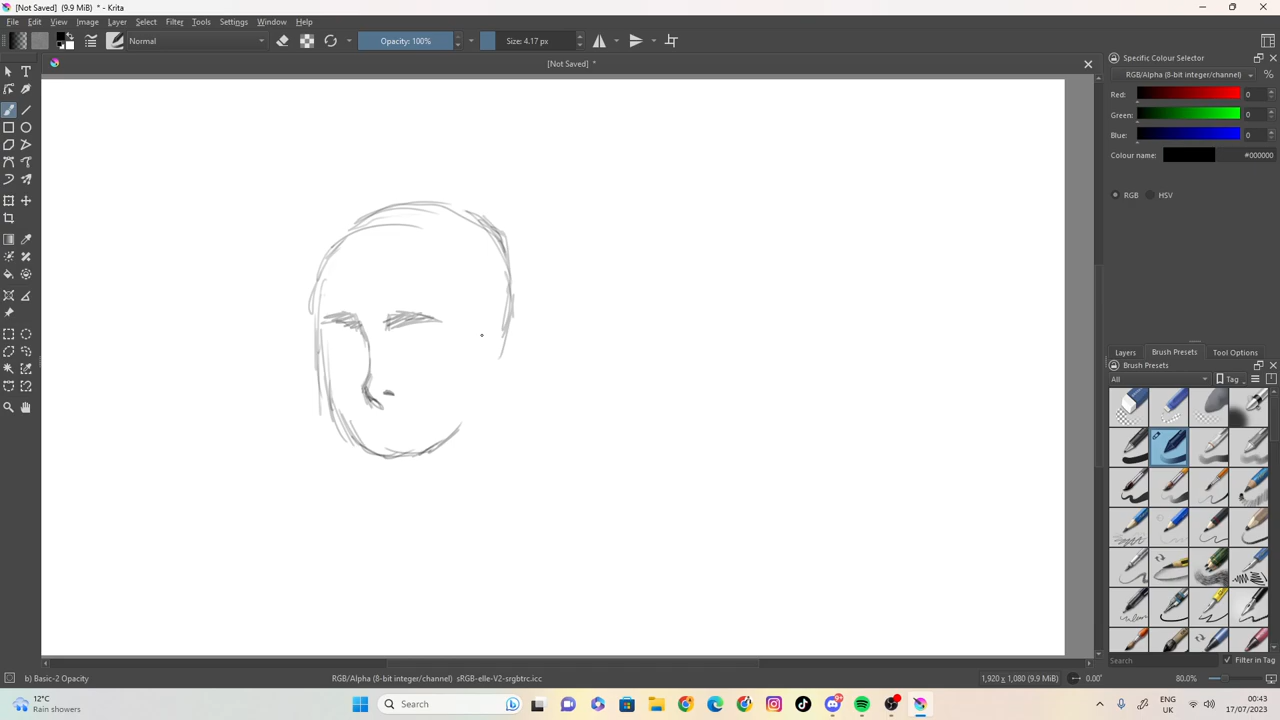 [Not Saved] (9.9 MiB) * - Krita
File Edit View Image Layer Select Filter Tools Settings Window Help
Normal Opacity: 100% Size: 4.17 px
[Not Saved] *
Specific Colour Selector
RGB/Alpha (8-bit integer/channel) %
Red: 0
Green: 0
Blue: 0
Colour name: #000000
RGB HSV
Layers Brush Presets Tool Options
Brush Presets
All Tag
Search Filter in Tag
b) Basic-2 Opacity RGB/Alpha (8-bit integer/channel) sRGB-elle-V2-srgbtrc.icc 1,920 x 1,080 (9.9 MiB) 0.00° 80.0%
12°C
Rain showers
Search
ENG
UK
00:43
17/07/2023